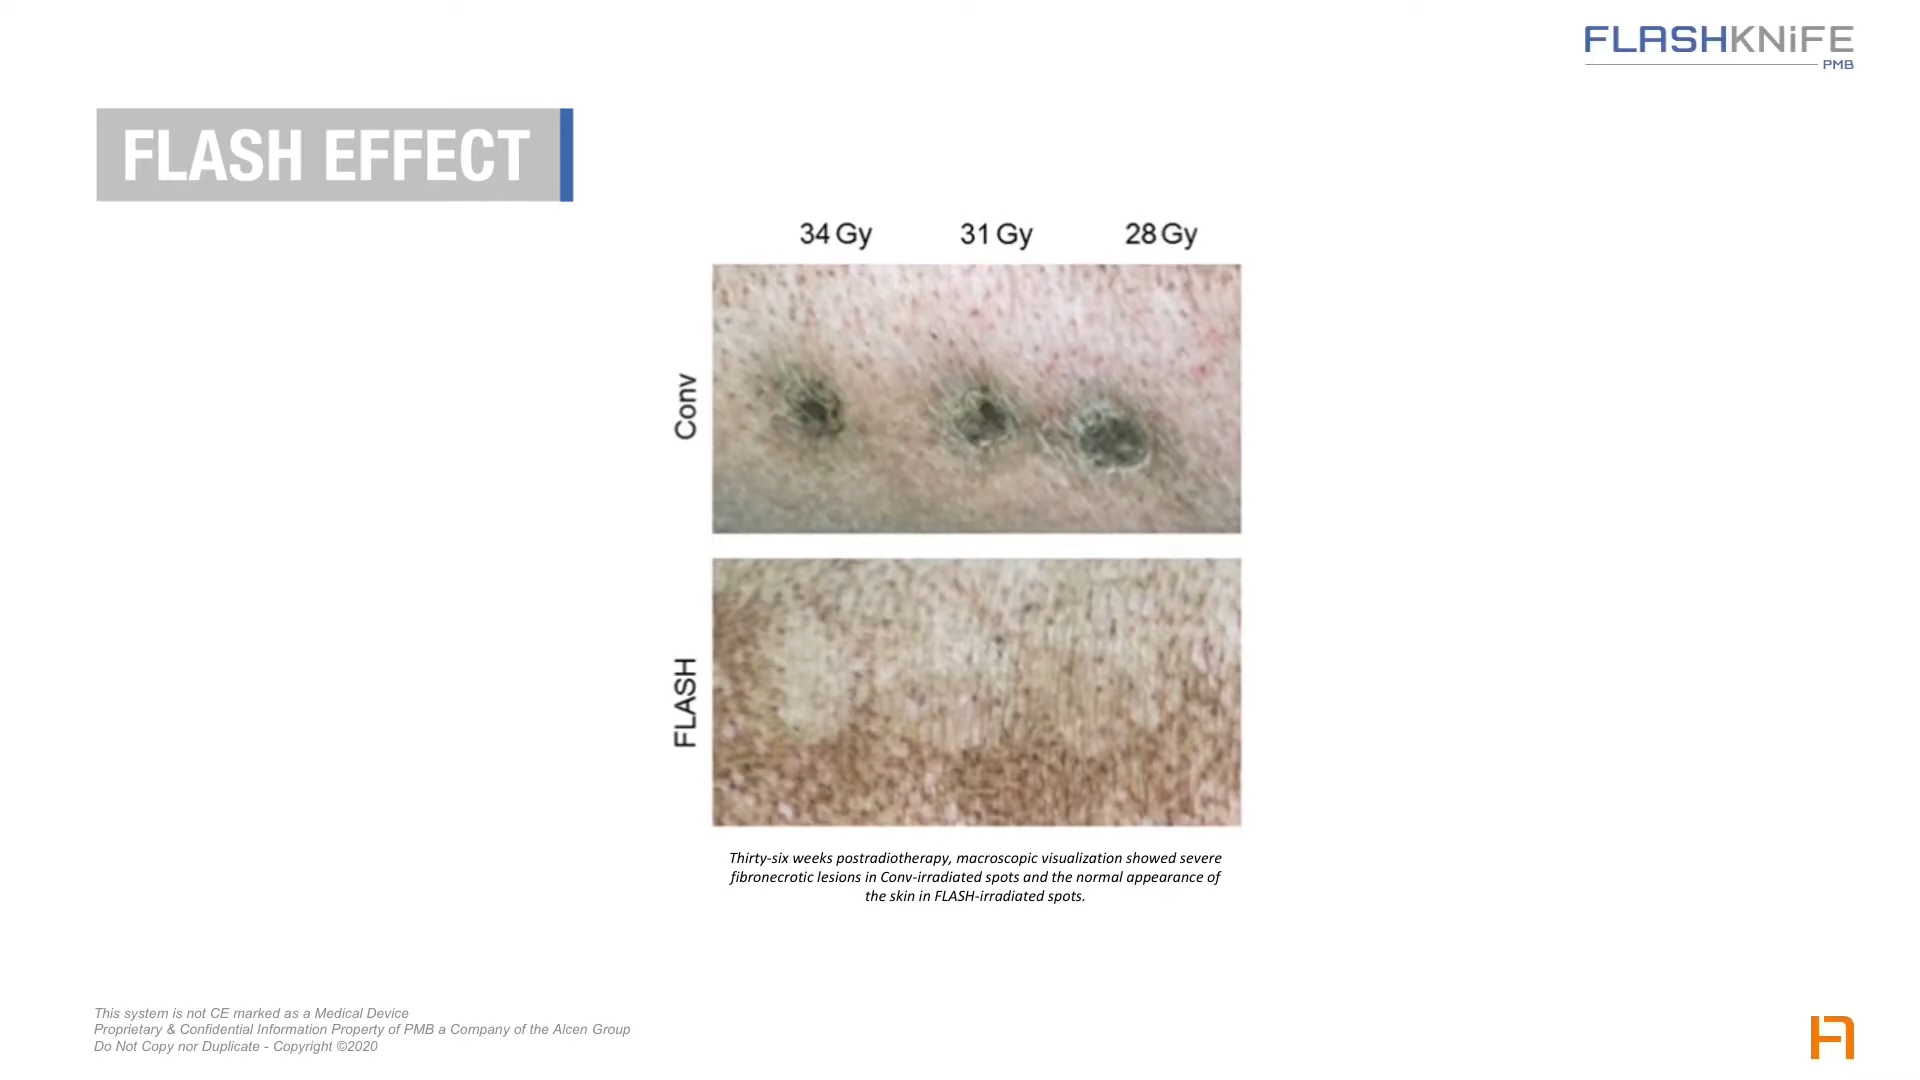 FLASHKNiFE
PMB
FLASH EFFECT
34 Gy 31 Gy 28 Gy
Conv
FLASH
Thirty-six weeks postradiotherapy, macroscopic visualization showed severe
fibronecrotic lesions in Conv-irradiated spots and the normal appearance of
the skin in FLASH-irradiated spots.
This system is not CE marked as a Medical Device
Proprietary & Confidential Information Property of PMB a Company of the Alcen Group
Do Not Copy nor Duplicate - Copyright ©2020